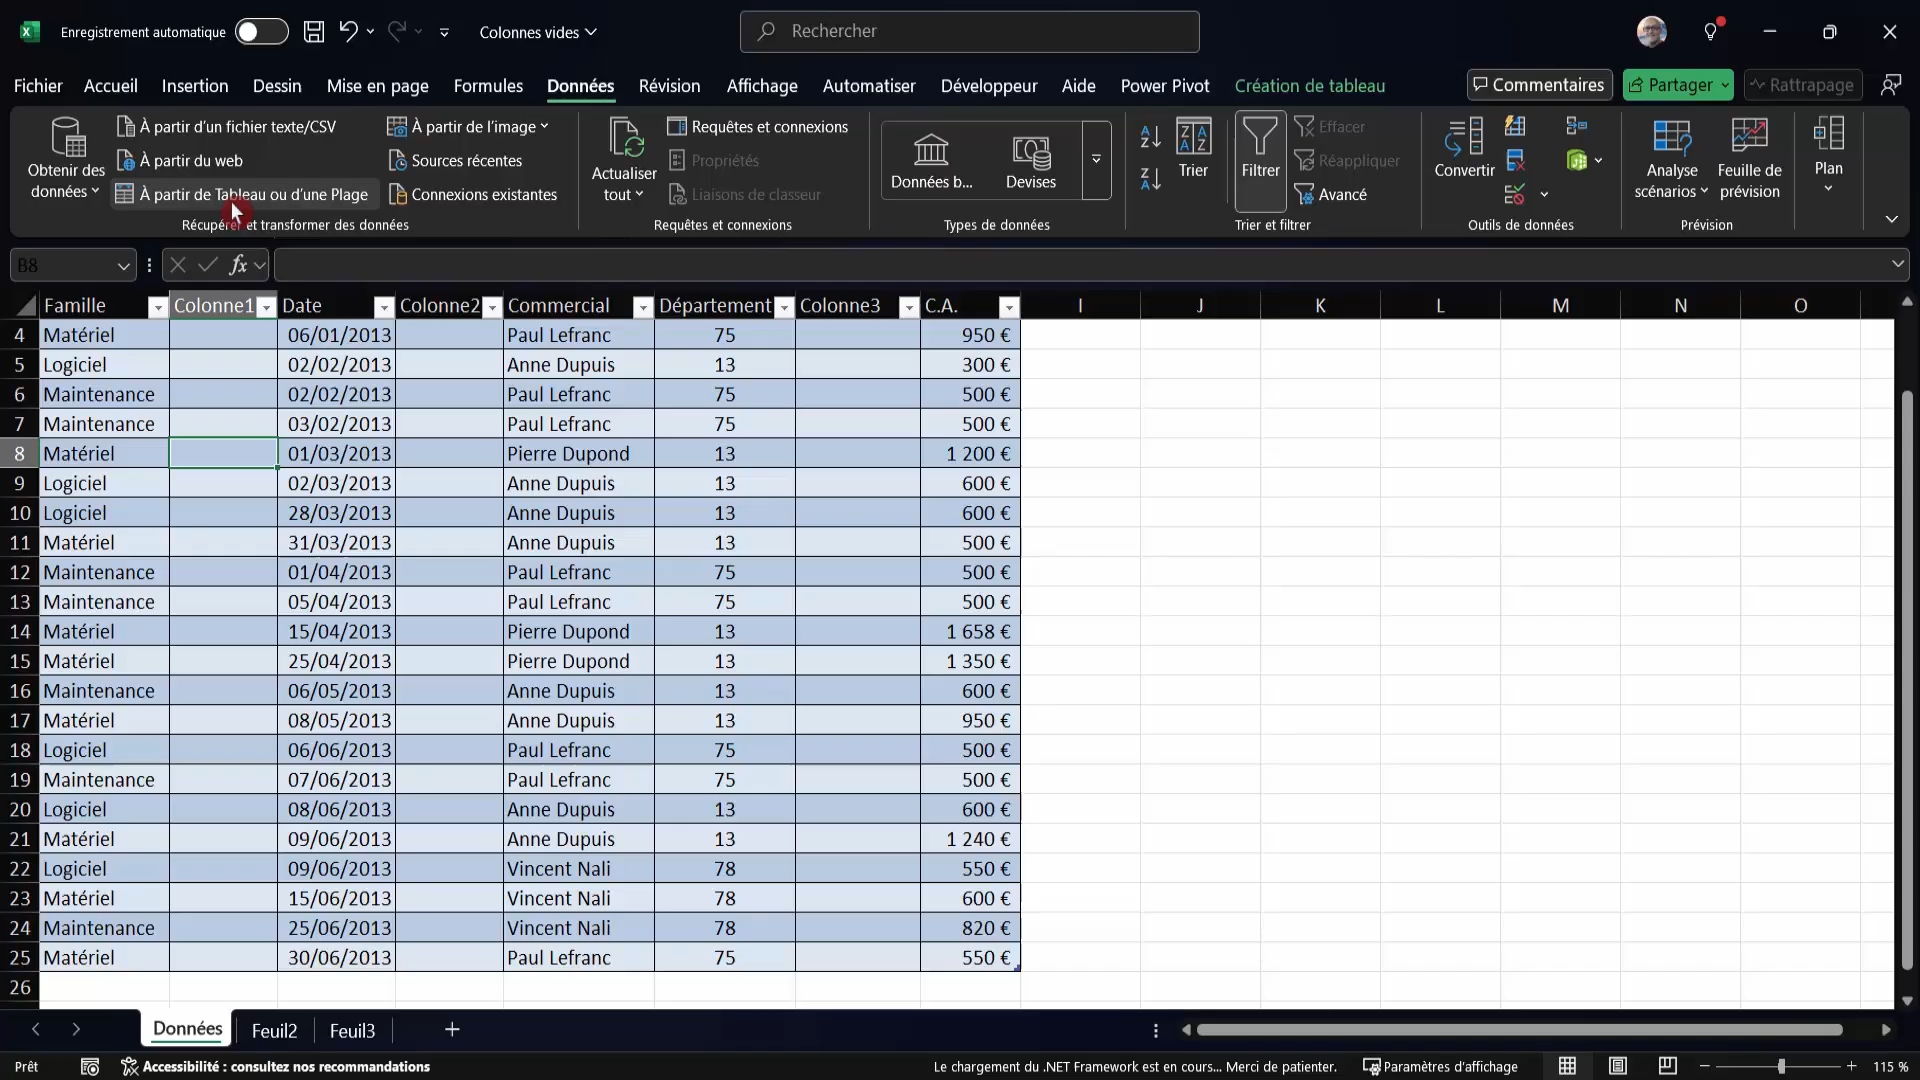 Enregistrement automatique
Colonnes vides
Rechercher
Fichier Accueil Insertion Dessin Mise en page Formules Données Révision Affichage Automatiser Développeur Aide Power Pivot Création de tableau
Commentaires
Partager
Rattrapage
Obtenir des données
À partir d'un fichier texte/CSV
À partir du web
À partir de Tableau ou d'une Plage
À partir de l'image
Sources récentes
Connexions existantes
Récupérer et transformer des données
Actualiser tout
Requêtes et connexions
Propriétés
Liaisons de classeur
Requêtes et connexions
Données b...
Devises
Types de données
Trier
Filtrer
Effacer
Réappliquer
Avancé
Trier et filtrer
Convertir
Outils de données
Analyse scénarios
Feuille de prévision
Prévision
Plan
B8
fx
Famille Colonne1 Date Colonne2 Commercial Département Colonne3 C.A. I J K L M N O
4 Matériel 06/01/2013 Paul Lefranc 75 950 €
5 Logiciel 02/02/2013 Anne Dupuis 13 300 €
6 Maintenance 02/02/2013 Paul Lefranc 75 500 €
7 Maintenance 03/02/2013 Paul Lefranc 75 500 €
8 Matériel 01/03/2013 Pierre Dupond 13 1 200 €
9 Logiciel 02/03/2013 Anne Dupuis 13 600 €
10 Logiciel 28/03/2013 Anne Dupuis 13 600 €
11 Matériel 31/03/2013 Anne Dupuis 13 500 €
12 Maintenance 01/04/2013 Paul Lefranc 75 500 €
13 Maintenance 05/04/2013 Paul Lefranc 75 500 €
14 Matériel 15/04/2013 Pierre Dupond 13 1 658 €
15 Matériel 25/04/2013 Pierre Dupond 13 1 350 €
16 Maintenance 06/05/2013 Anne Dupuis 13 600 €
17 Matériel 08/05/2013 Anne Dupuis 13 950 €
18 Logiciel 06/06/2013 Paul Lefranc 75 500 €
19 Maintenance 07/06/2013 Paul Lefranc 75 500 €
20 Logiciel 08/06/2013 Anne Dupuis 13 600 €
21 Matériel 09/06/2013 Anne Dupuis 13 1 240 €
22 Logiciel 09/06/2013 Vincent Nali 78 550 €
23 Matériel 15/06/2013 Vincent Nali 78 600 €
24 Maintenance 25/06/2013 Vincent Nali 78 820 €
25 Matériel 30/06/2013 Paul Lefranc 75 550 €
26
Données Feuil2 Feuil3
Prêt
Accessibilité : consultez nos recommandations
Le chargement du .NET Framework est en cours... Merci de patienter.
Paramètres d'affichage
115 %